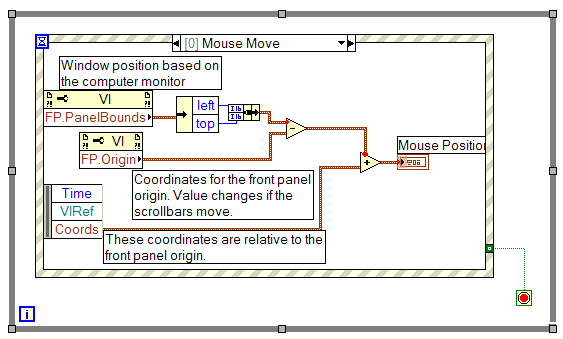 [0] Mouse Move
Window position based on
the computer monitor
VI
FP.PanelBounds
left
top
VI
FP.Origin
Mouse Position
Coordinates for the front panel
origin. Value changes if the
scrollbars move.
Time
VIRef
Coords
These coordinates are relative to the
front panel origin.
i